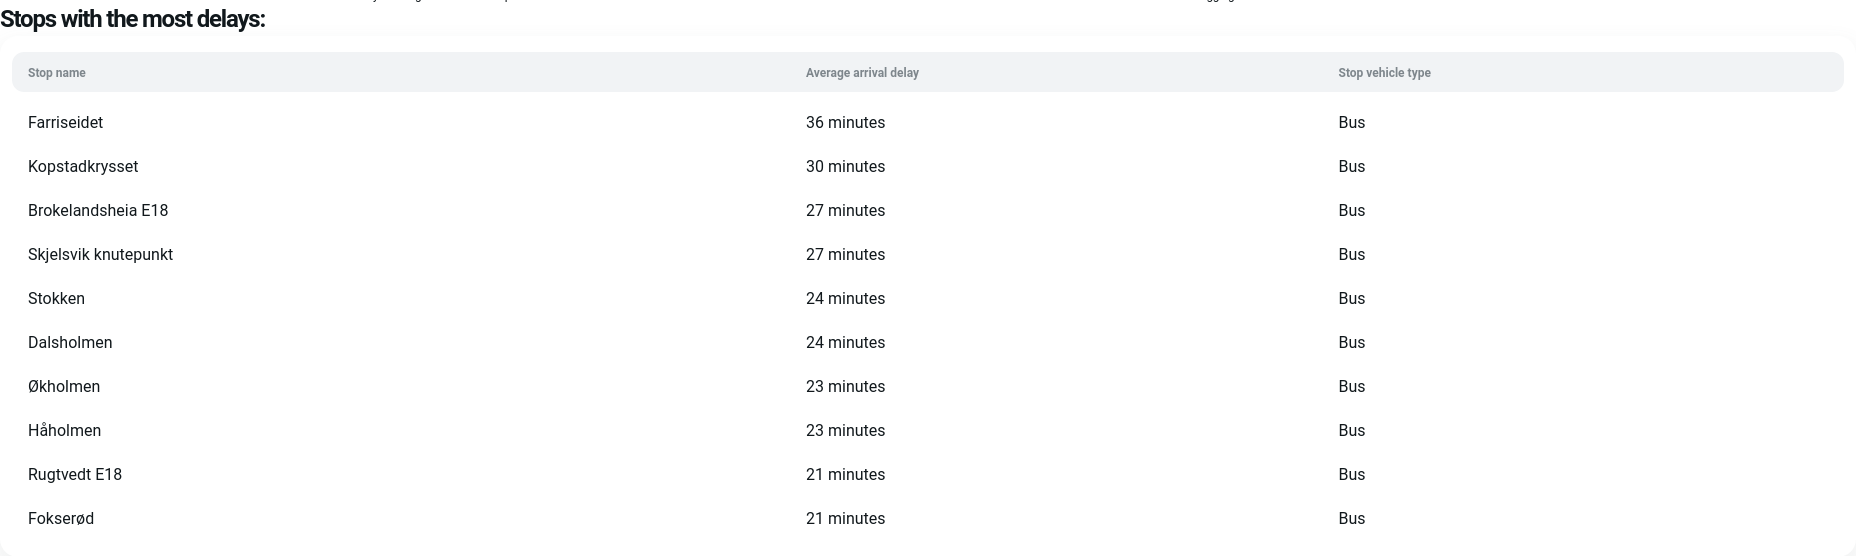 Stops with the most delays:
Stop name Average arrival delay Stop vehicle type
Farriseidet 36 minutes Bus
Kopstadkrysset 30 minutes Bus
Brokelandsheia E18 27 minutes Bus
Skjelsvik knutepunkt 27 minutes Bus
Stokken 24 minutes Bus
Dalsholmen 24 minutes Bus
Økholmen 23 minutes Bus
Håholmen 23 minutes Bus
Rugtvedt E18 21 minutes Bus
Fokserød 21 minutes Bus